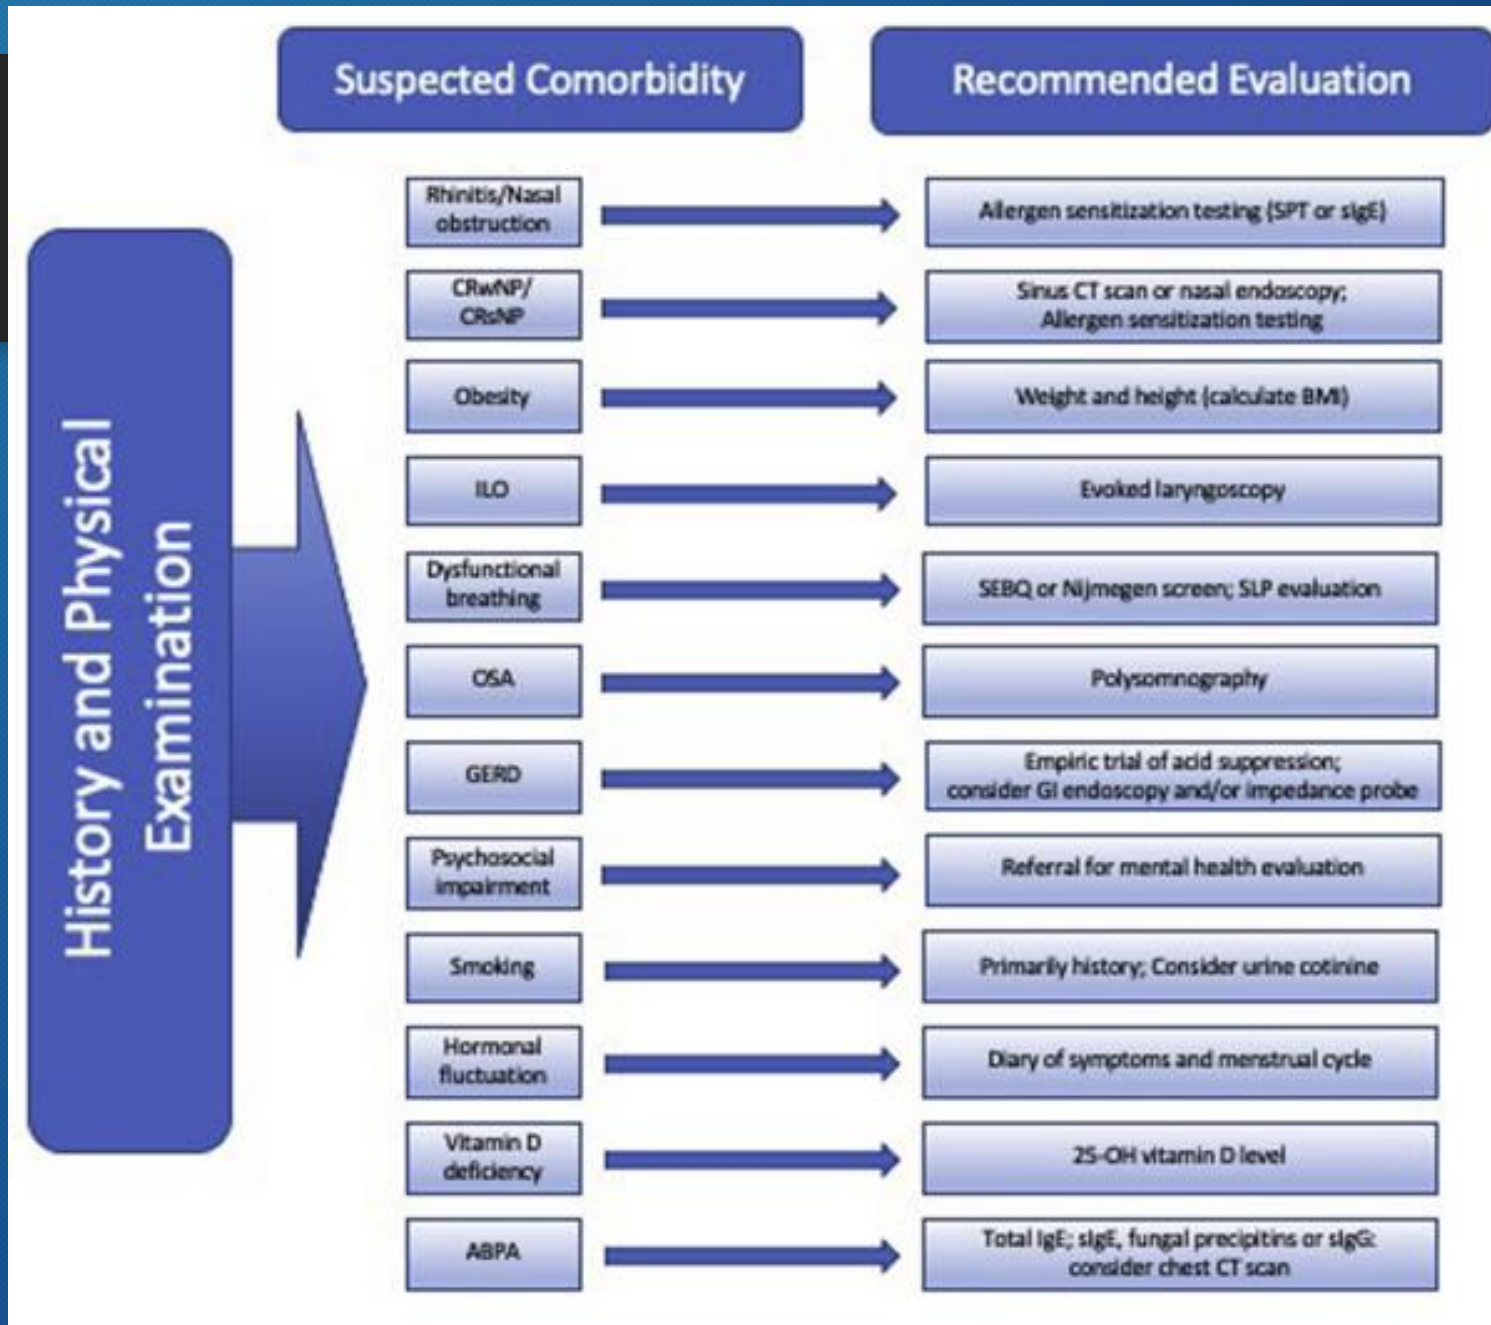 Suspected Comorbidity
Recommended Evaluation
History and Physical
Examination
Rhinitis/Nasal
obstruction
Allergen sensitization testing (SPT or sIgE)
CRwNP/
CRsNP
Sinus CT scan or nasal endoscopy;
Allergen sensitization testing
Obesity
Weight and height (calculate BMI)
ILO
Evoked laryngoscopy
Dysfunctional
breathing
SEBQ or Nijmegen screen; SLP evaluation
OSA
Polysomnography
GERD
Empiric trial of acid suppression;
consider GI endoscopy and/or impedance probe
Psychosocial
impairment
Referral for mental health evaluation
Smoking
Primarily history; Consider urine cotinine
Hormonal
fluctuation
Diary of symptoms and menstrual cycle
Vitamin D
deficiency
25-OH vitamin D level
ABPA
Total IgE; sIgE, fungal precipitins or sIgG;
consider chest CT scan